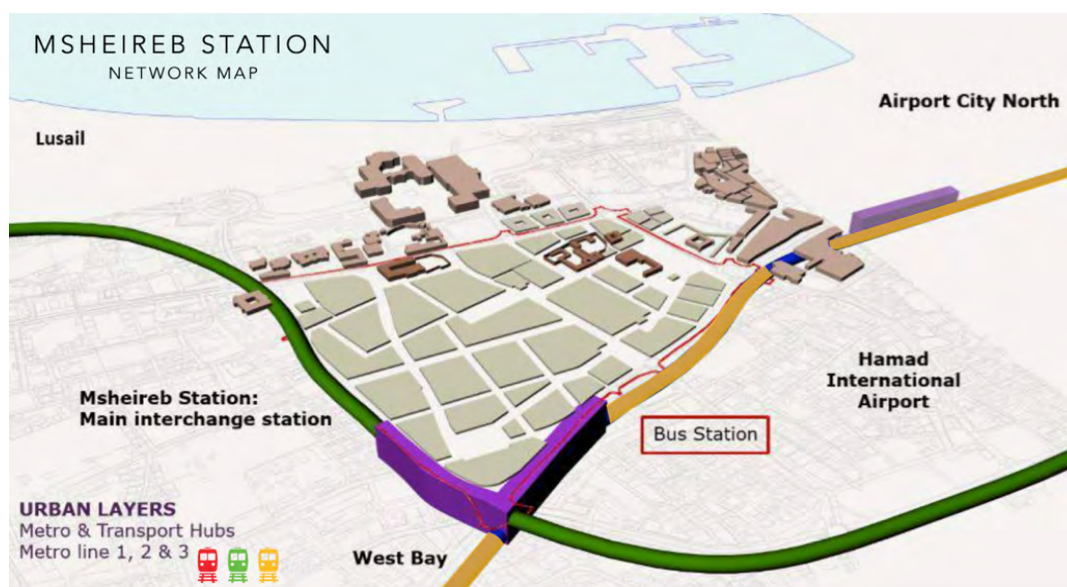 MSHEIREB STATION
NETWORK MAP
Lusail
Airport City North
Hamad
International
Airport
Msheireb Station:
Main interchange station
Bus Station
URBAN LAYERS
Metro & Transport Hubs
Metro line 1, 2 & 3
West Bay